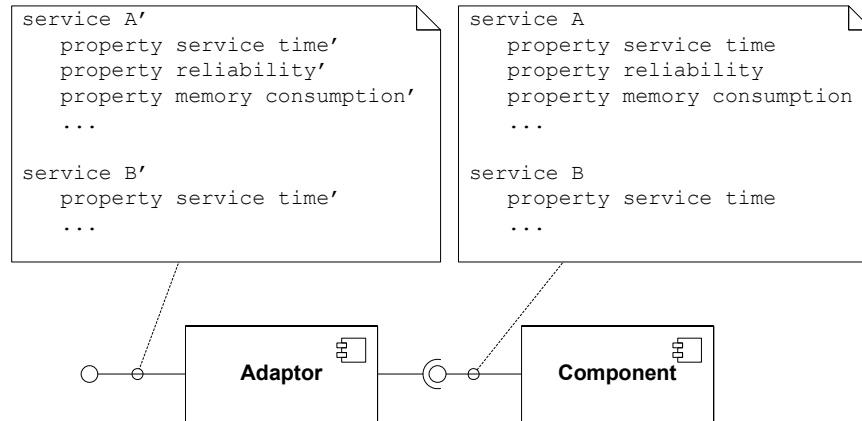 service A’
   property service time’
   property reliability’
   property memory consumption’
   ...
service B’
   property service time’
   ...
service A
   property service time
   property reliability
   property memory consumption
   ...
service B
   property service time
   ...
Adaptor
Component